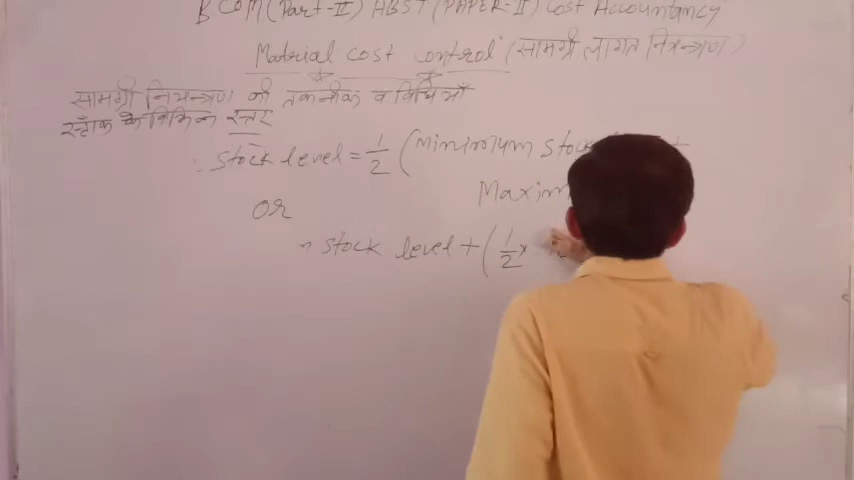 B COM (Part-II) ABST (PAPER-II) Cost Accountancy
Material cost control (सामग्री लागत नियन्त्रण)
सामग्री नियन्त्रण की तकनीकें व विधियाँ
स्टॉक के विभिन्न स्तर
stock level = 1/2 (Minimum stock
Maxim
OR
stock level + (1/2 x